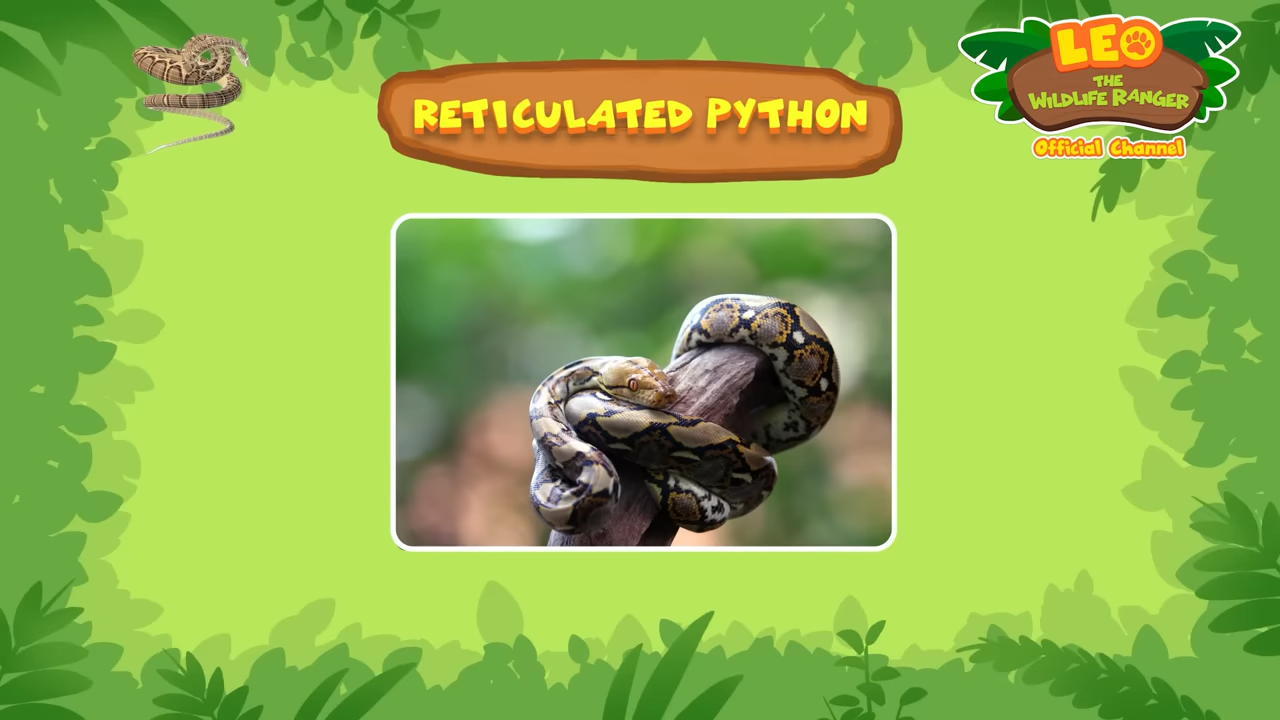 RETICULATED PYTHON
LEO
THE
WILDLIFE RANGER
Official Channel